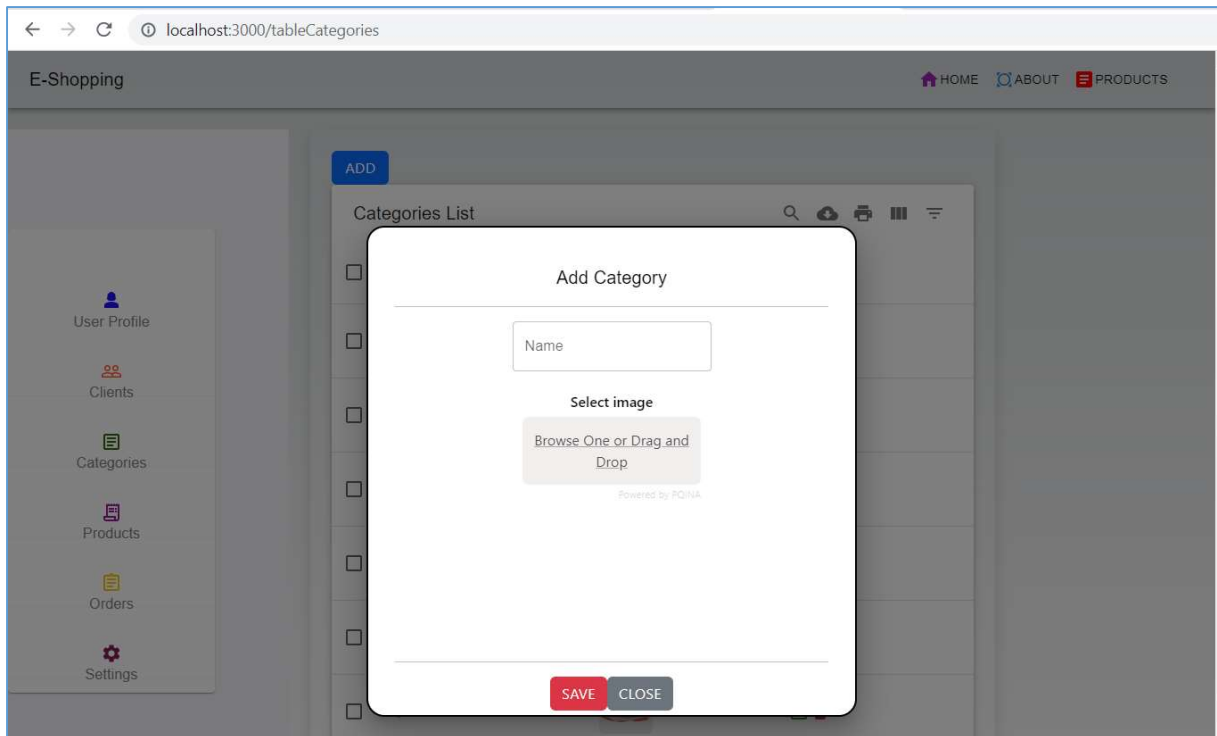 localhost:3000/tableCategories
E-Shopping
HOME
ABOUT
PRODUCTS
ADD
Categories List
Add Category
User Profile
Name
Clients
Select image
Browse One or Drag and
Drop
Categories
Powered by PQINA
Products
Orders
Settings
SAVE
CLOSE